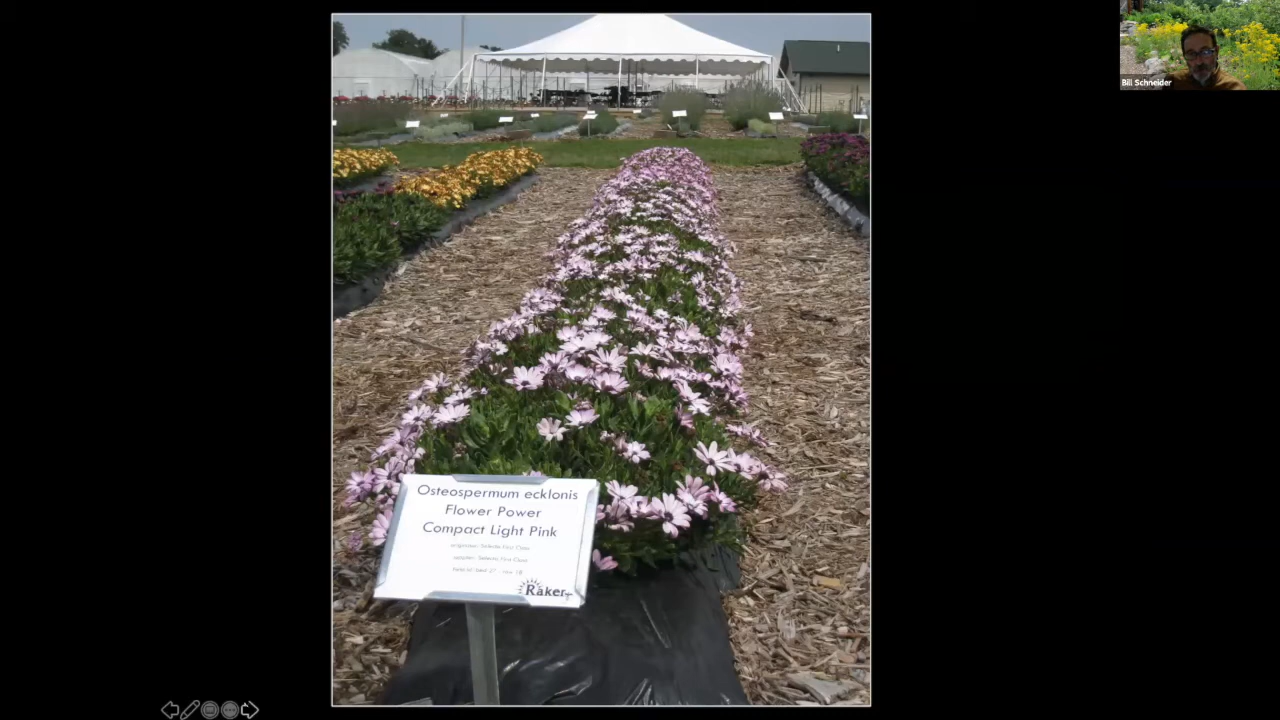 Bill Schneider
Osteospermum ecklonis
Flower Power
Compact Light Pink
Raker